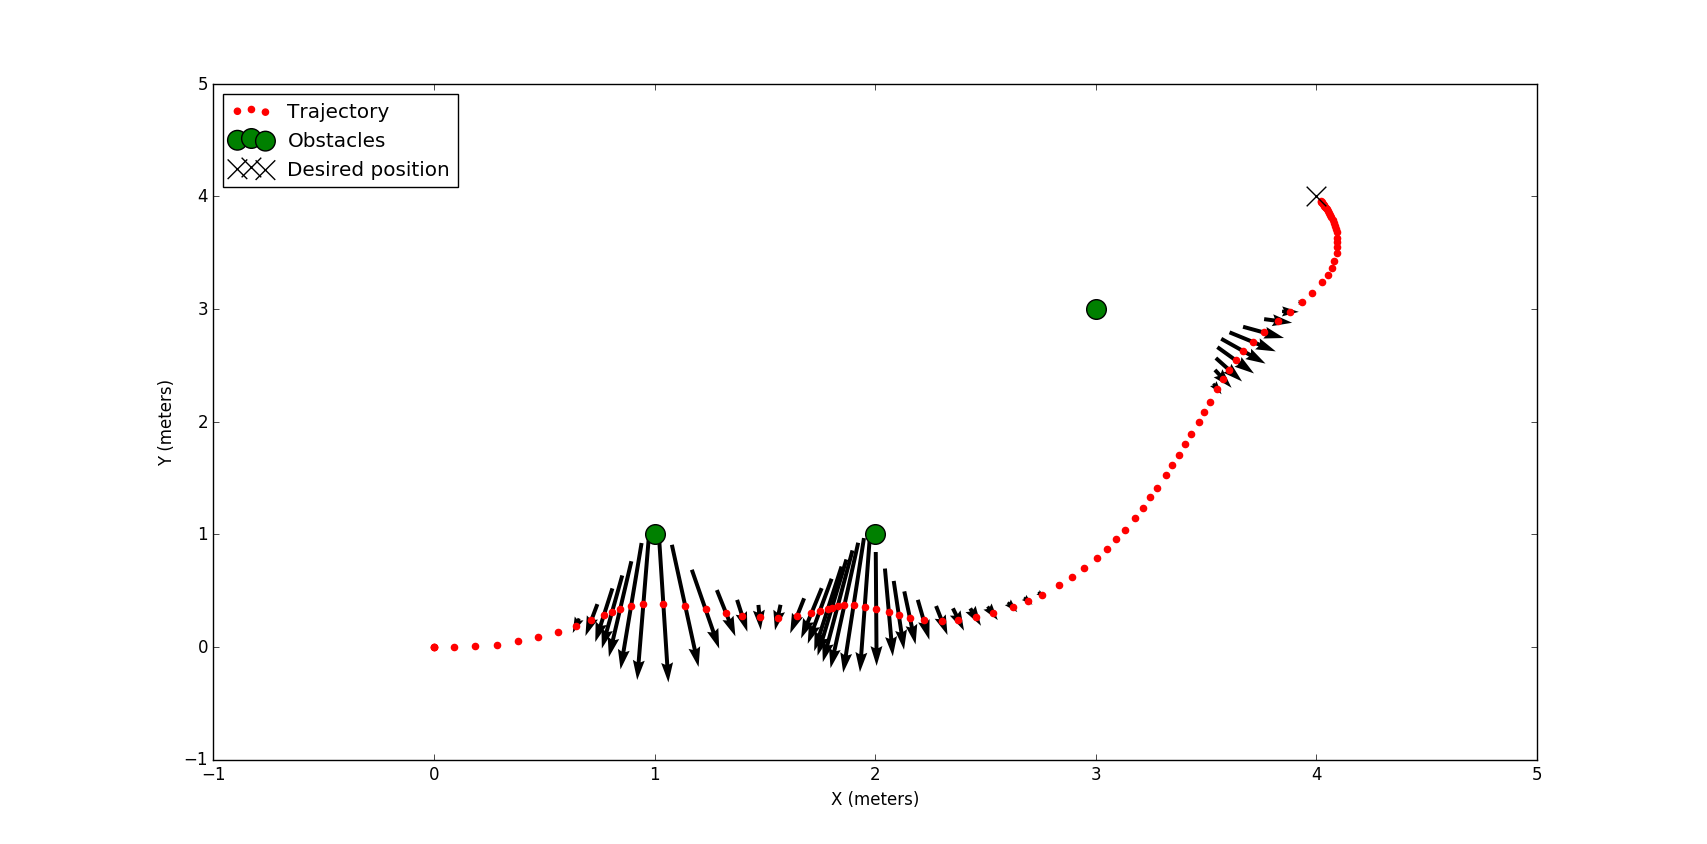 5
Trajectory
Obstacles
Desired position
4
3
2
1
0
−1
−1 0 1 2 3 4 5
X (meters)
Y (meters)